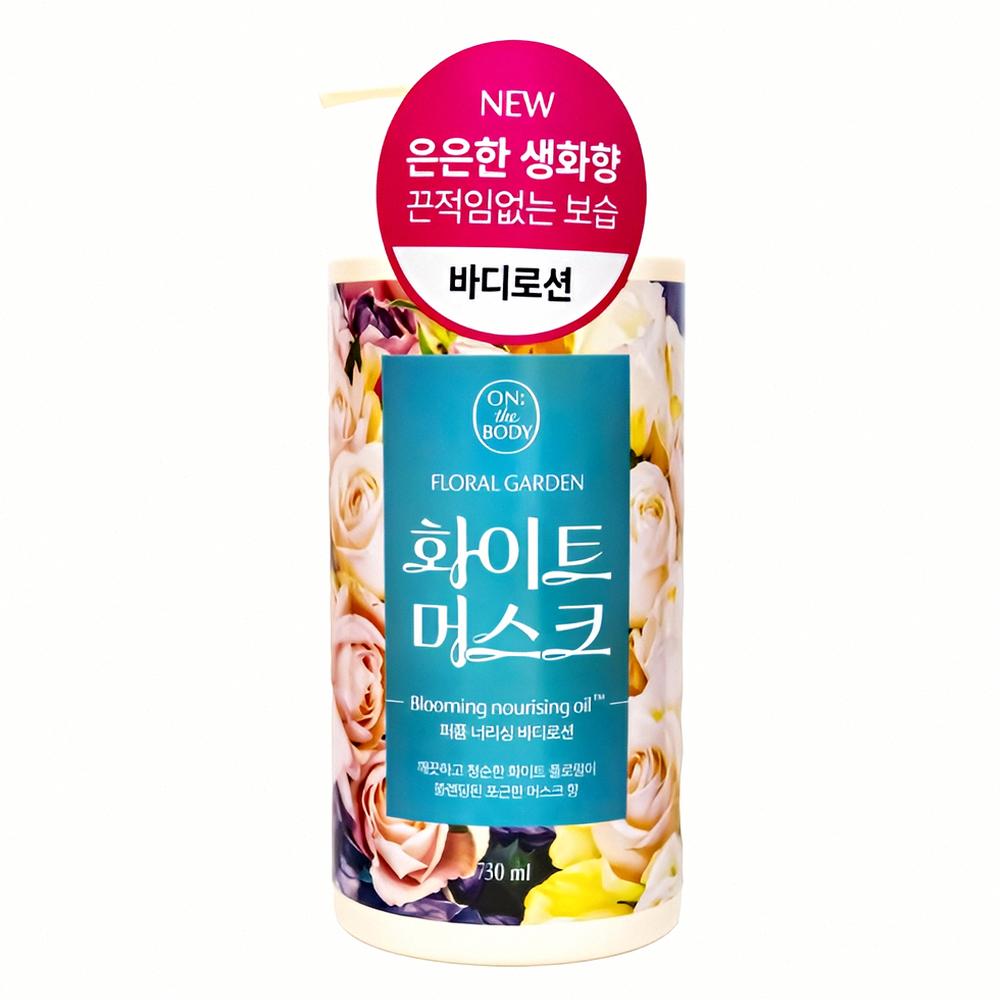 NEW
은은한 생화향
끈적임없는 보습
바디로션
ON:
the
BODY
FLORAL GARDEN
화이트
머스크
Blooming nourising oil™
퍼퓸 너리싱 바디로션
깨끗하고 청순한 화이트 플로럴이
블렌딩된 포근한 머스크 향
730 ml